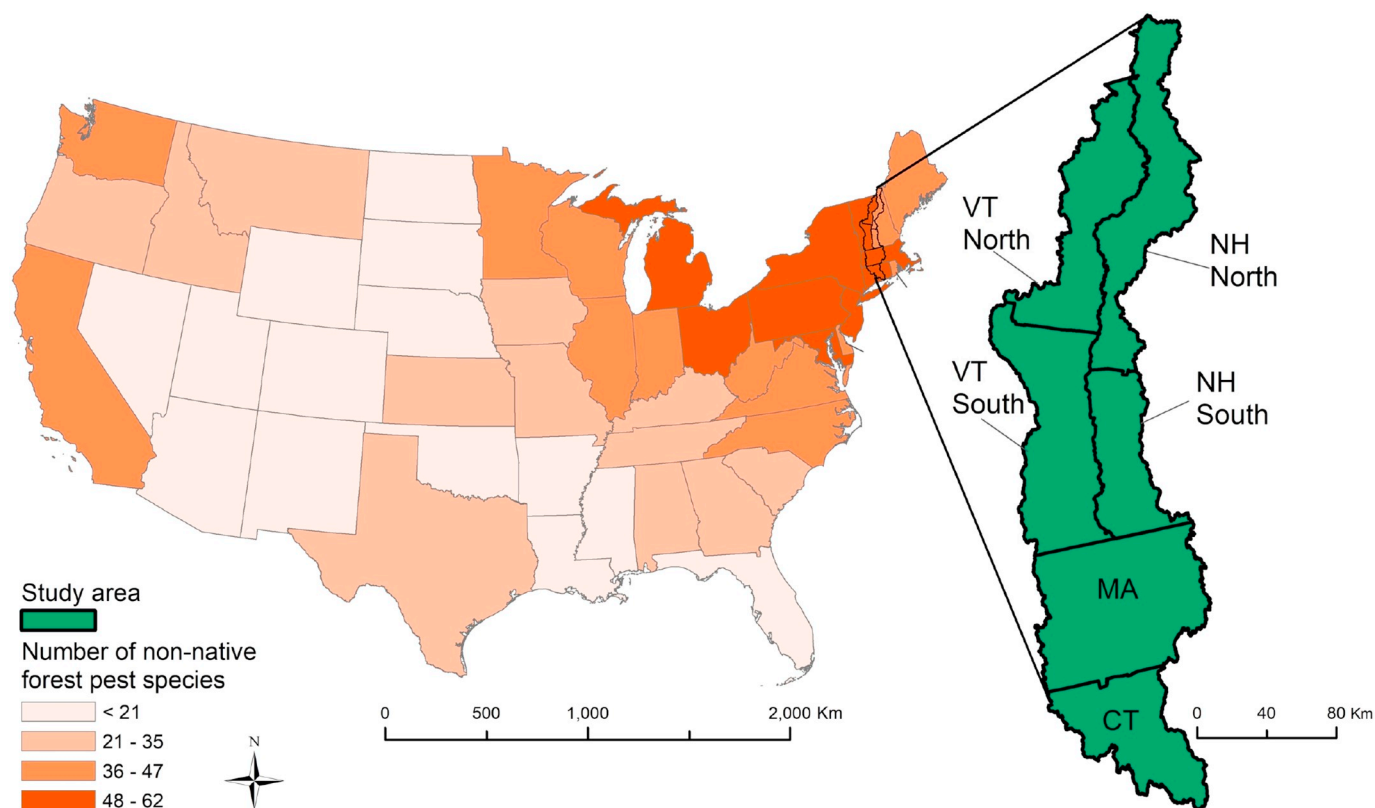 VT
North
NH
North
VT
South
NH
South
MA
CT
Study area
Number of non-native
forest pest species
< 21
21 - 35
36 - 47
48 - 62
N
0 500 1,000 2,000 Km
0 40 80 Km